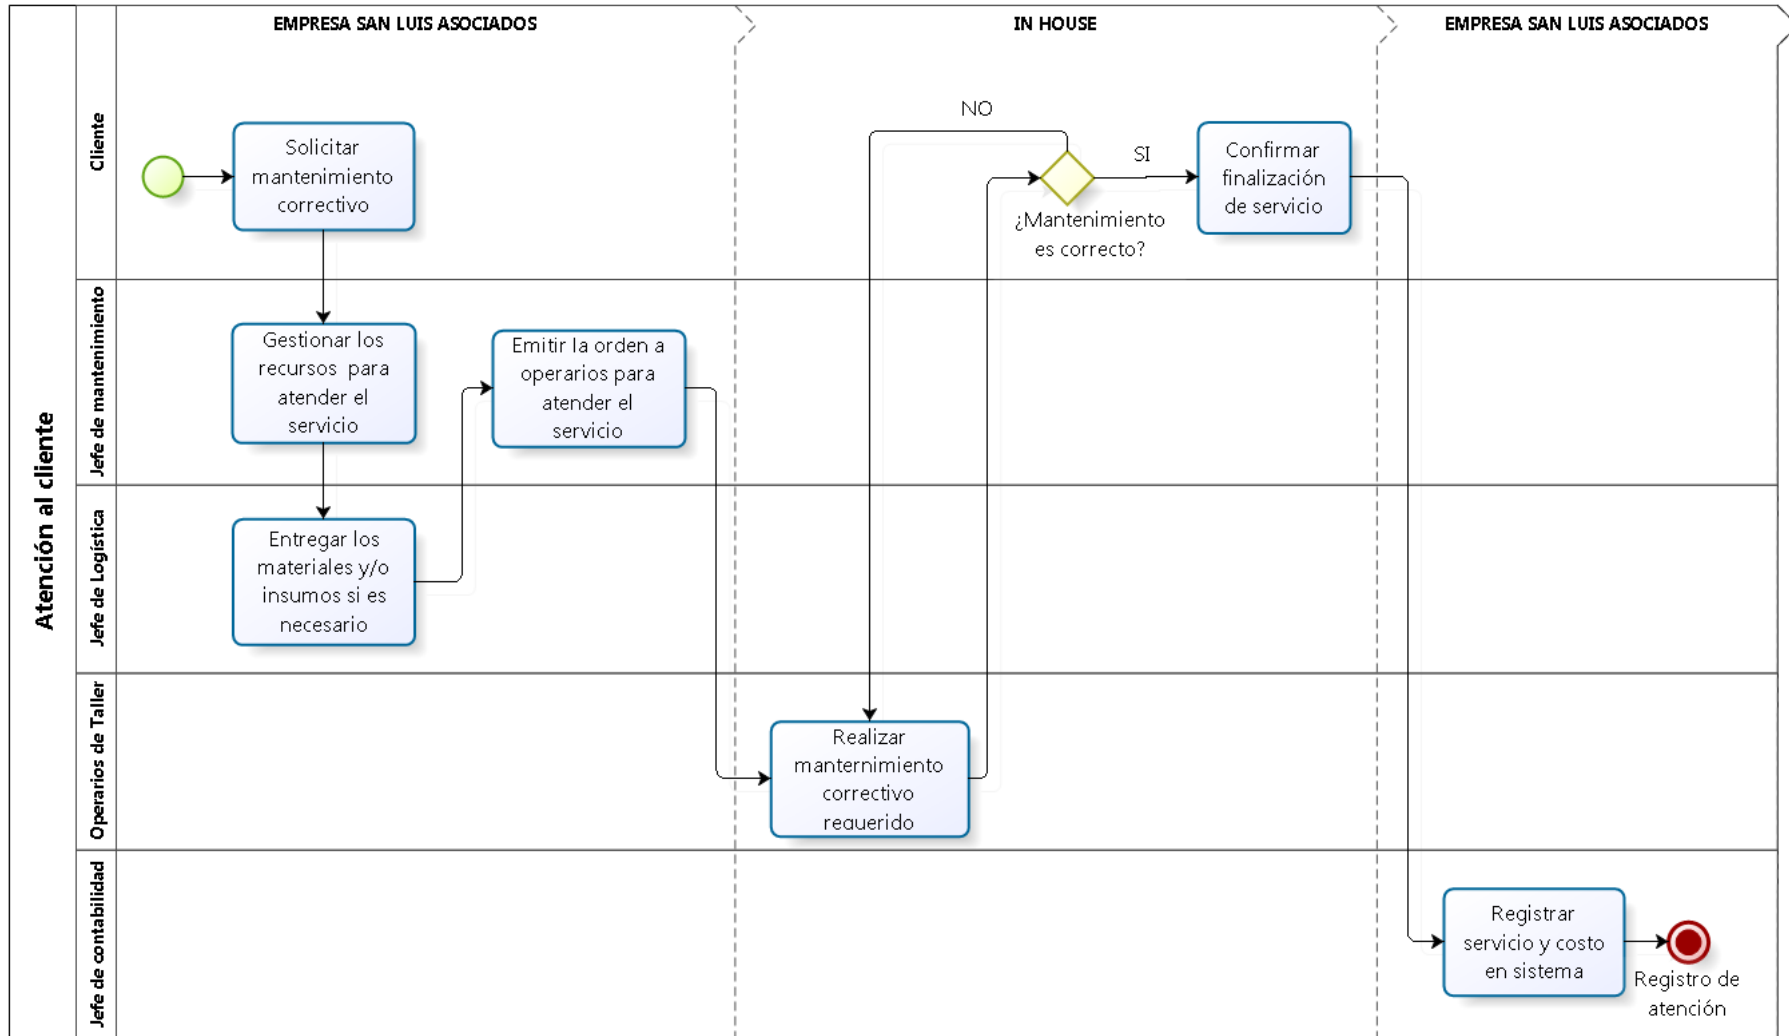 EMPRESA SAN LUIS ASOCIADOS
IN HOUSE
EMPRESA SAN LUIS ASOCIADOS
Atención al cliente
Cliente
Solicitar
mantenimiento
correctivo
NO
¿Mantenimiento
es correcto?
SI
Confirmar
finalización
de servicio
Jefe de mantenimiento
Gestionar los
recursos para
atender el
servicio
Emitir la orden a
operarios para
atender el
servicio
Jefe de Logística
Entregar los
materiales y/o
insumos si es
necesario
Operarios de Taller
Realizar
manternimiento
correctivo
requerido
Jefe de contabilidad
Registrar
servicio y costo
en sistema
Registro de
atención